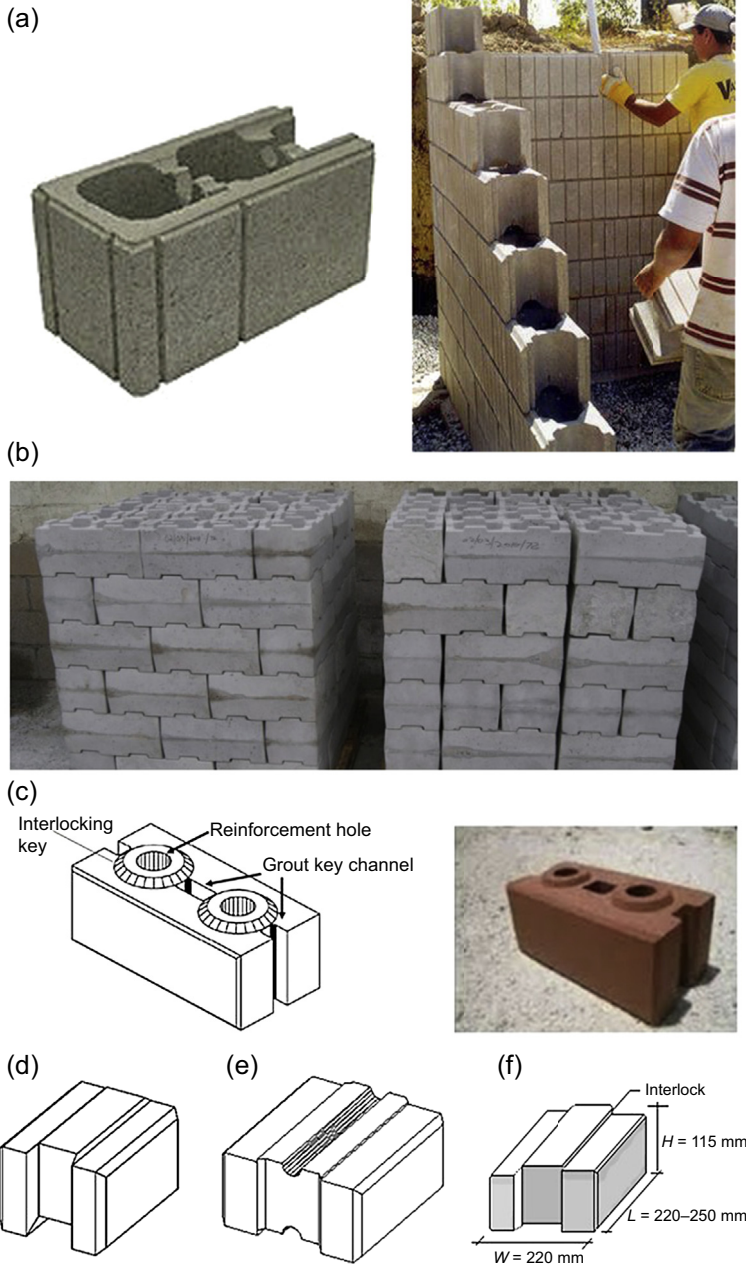 (a)
(b)
(c)
Interlocking
key
Reinforcement hole
Grout key channel
(d)
(e)
(f)
Interlock
H = 115 mm
L = 220–250 mm
W = 220 mm